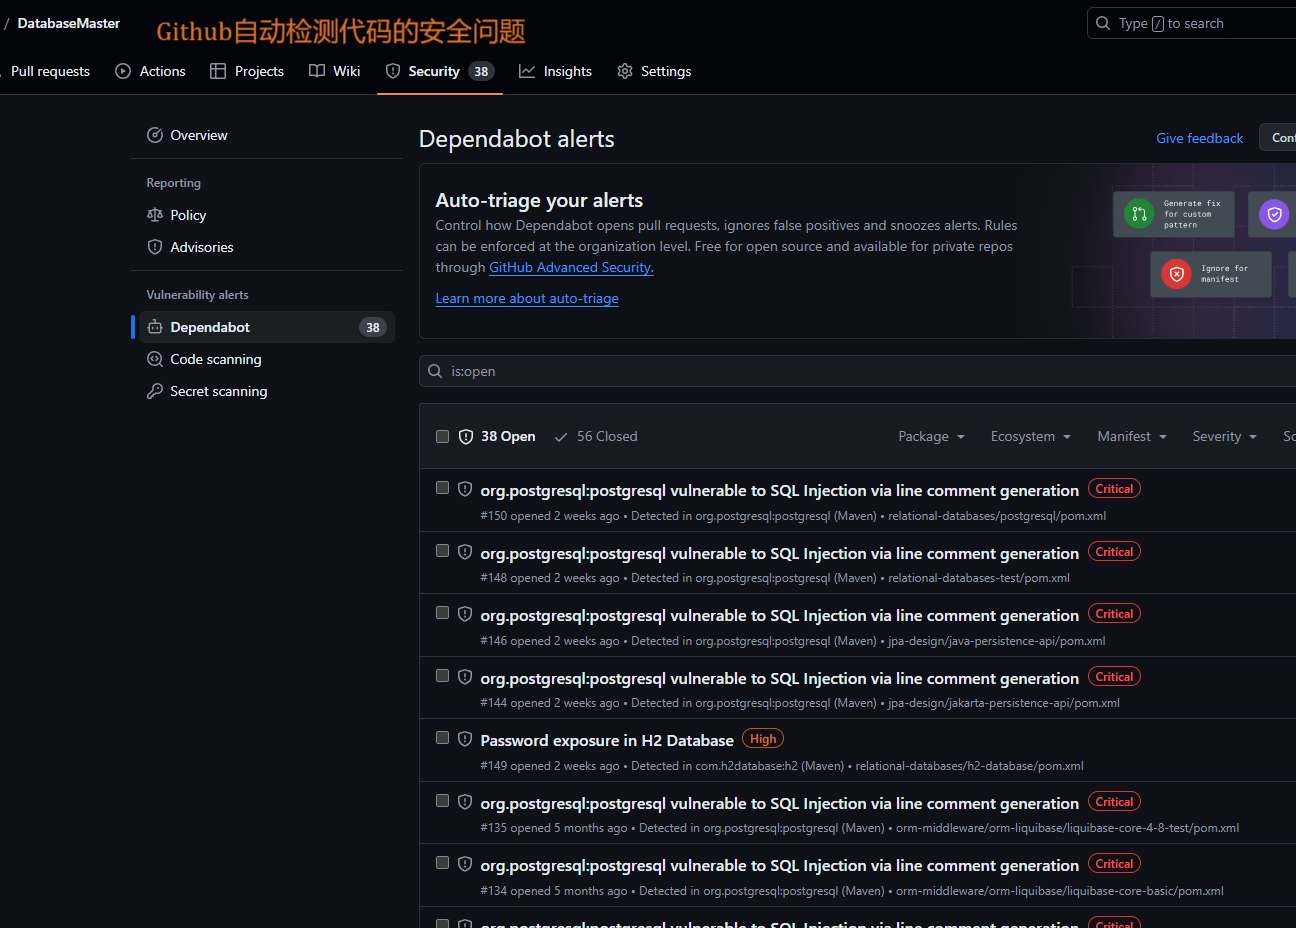 / DatabaseMaster
Github自动检测代码的安全问题
Type / to search
Pull requests Actions Projects Wiki Security 38 Insights Settings
Overview
Reporting
Policy
Advisories
Vulnerability alerts
Dependabot 38
Code scanning
Secret scanning
Dependabot alerts
Give feedback
Auto-triage your alerts
Control how Dependabot opens pull requests, ignores false positives and snoozes alerts. Rules
can be enforced at the organization level. Free for open source and available for private repos
through GitHub Advanced Security.
Learn more about auto-triage
Generate fix
for custom
pattern
Ignore for
manifest
is:open
38 Open 56 Closed Package Ecosystem Manifest Severity
org.postgresql:postgresql vulnerable to SQL Injection via line comment generation Critical
#150 opened 2 weeks ago • Detected in org.postgresql:postgresql (Maven) • relational-databases/postgresql/pom.xml
org.postgresql:postgresql vulnerable to SQL Injection via line comment generation Critical
#148 opened 2 weeks ago • Detected in org.postgresql:postgresql (Maven) • relational-databases-test/pom.xml
org.postgresql:postgresql vulnerable to SQL Injection via line comment generation Critical
#146 opened 2 weeks ago • Detected in org.postgresql:postgresql (Maven) • jpa-design/java-persistence-api/pom.xml
org.postgresql:postgresql vulnerable to SQL Injection via line comment generation Critical
#144 opened 2 weeks ago • Detected in org.postgresql:postgresql (Maven) • jpa-design/jakarta-persistence-api/pom.xml
Password exposure in H2 Database High
#149 opened 2 weeks ago • Detected in com.h2database:h2 (Maven) • relational-databases/h2-database/pom.xml
org.postgresql:postgresql vulnerable to SQL Injection via line comment generation Critical
#135 opened 5 months ago • Detected in org.postgresql:postgresql (Maven) • orm-middleware/orm-liquibase/liquibase-core-4-8-test/pom.xml
org.postgresql:postgresql vulnerable to SQL Injection via line comment generation Critical
#134 opened 5 months ago • Detected in org.postgresql:postgresql (Maven) • orm-middleware/orm-liquibase/liquibase-core-basic/pom.xml
org.postgresql:postgresql vulnerable to SQL Injection via line comment generation Critical